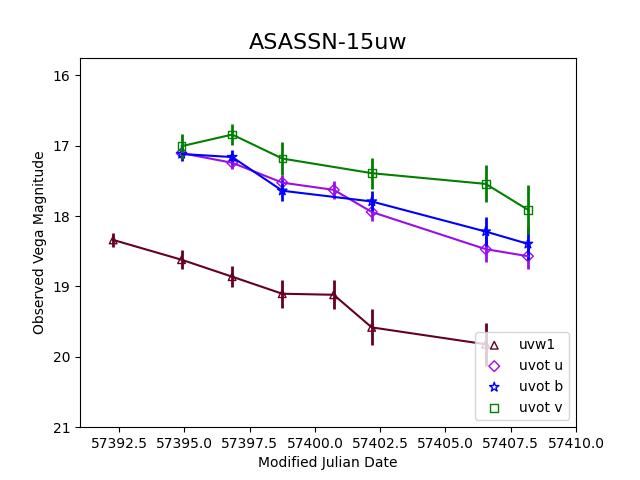 ASASSN-15uw
Observed Vega Magnitude
16
17
18
19
20
21
uvw1
uvot u
uvot b
uvot v
57392.5 57395.0 57397.5 57400.0 57402.5 57405.0 57407.5 57410.0
Modified Julian Date